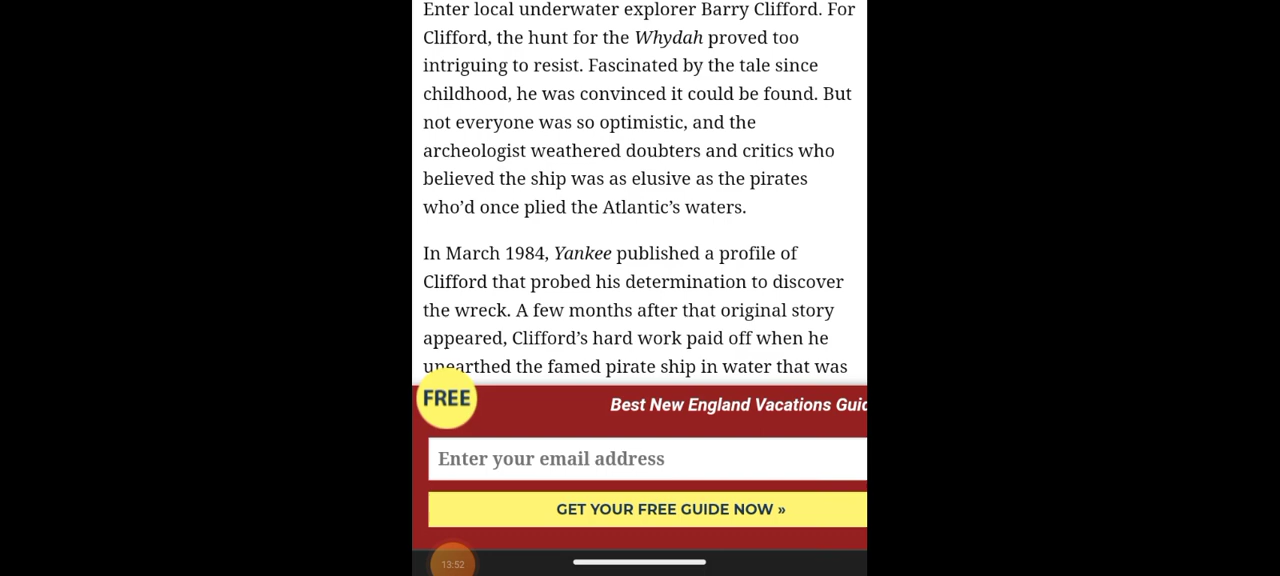 Enter local underwater explorer Barry Clifford. For
Clifford, the hunt for the Whydah proved too
intriguing to resist. Fascinated by the tale since
childhood, he was convinced it could be found. But
not everyone was so optimistic, and the
archeologist weathered doubters and critics who
believed the ship was as elusive as the pirates
who’d once plied the Atlantic’s waters.
In March 1984, Yankee published a profile of
Clifford that probed his determination to discover
the wreck. A few months after that original story
appeared, Clifford’s hard work paid off when he
unearthed the famed pirate ship in water that was
FREE
Best New England Vacations Guid
Enter your email address
GET YOUR FREE GUIDE NOW »
13:52